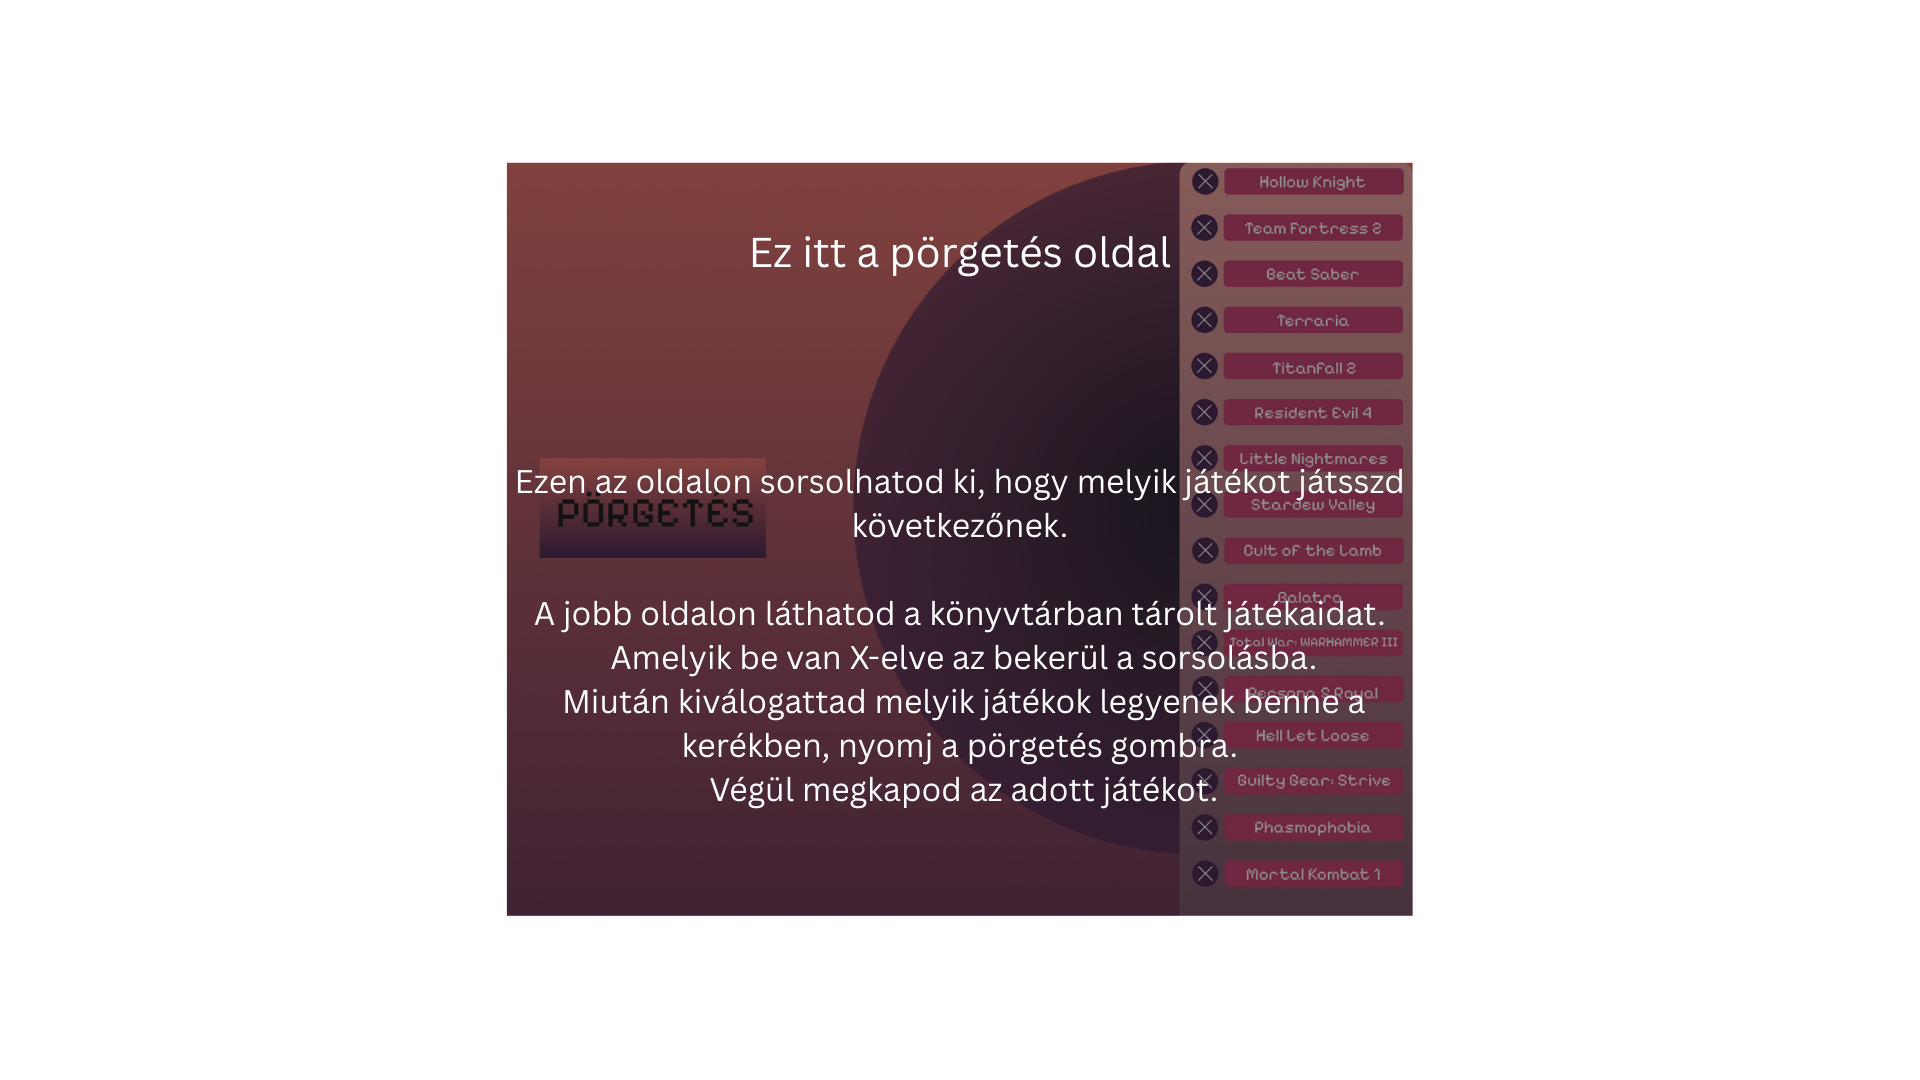 Ez itt a pörgetés oldal
Ezen az oldalon sorsolhatod ki, hogy melyik játékot játsszd
következőnek.
A jobb oldalon láthatod a könyvtárban tárolt játékaidat.
Amelyik be van X-elve az bekerül a sorsolásba.
Miután kiválogattad melyik játékok legyenek benne a
kerékben, nyomj a pörgetés gombra.
Végül megkapod az adott játékot.
PÖRGETÉS
Hollow Knight
Team Fortress 2
Beat Saber
Terraria
Titanfall 2
Resident Evil 4
Little Nightmares
Stardew Valley
Cult of the Lamb
Balatro
Total War: WARHAMMER III
Persona 5 Royal
Hell Let Loose
Guilty Gear: Strive
Phasmophobia
Mortal Kombat 1